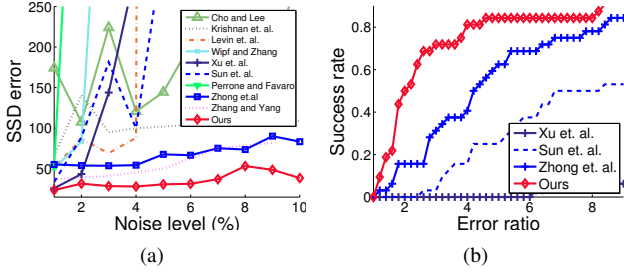 250
200
150
100
50
SSD error
2
4
6
8
10
Noise level (%)
Cho and Lee
Krishnan et. al.
Levin et. al.
Wipf and Zhang
Xu et. al.
Sun et. al.
Perrone and Favaro
Zhong et.al
Zhang and Yang
Ours
(a)
0.8
0.6
0.4
0.2
0
Success rate
2
4
6
8
Error ratio
Xu et. al.
Sun et. al.
Zhong et. al.
Ours
(b)